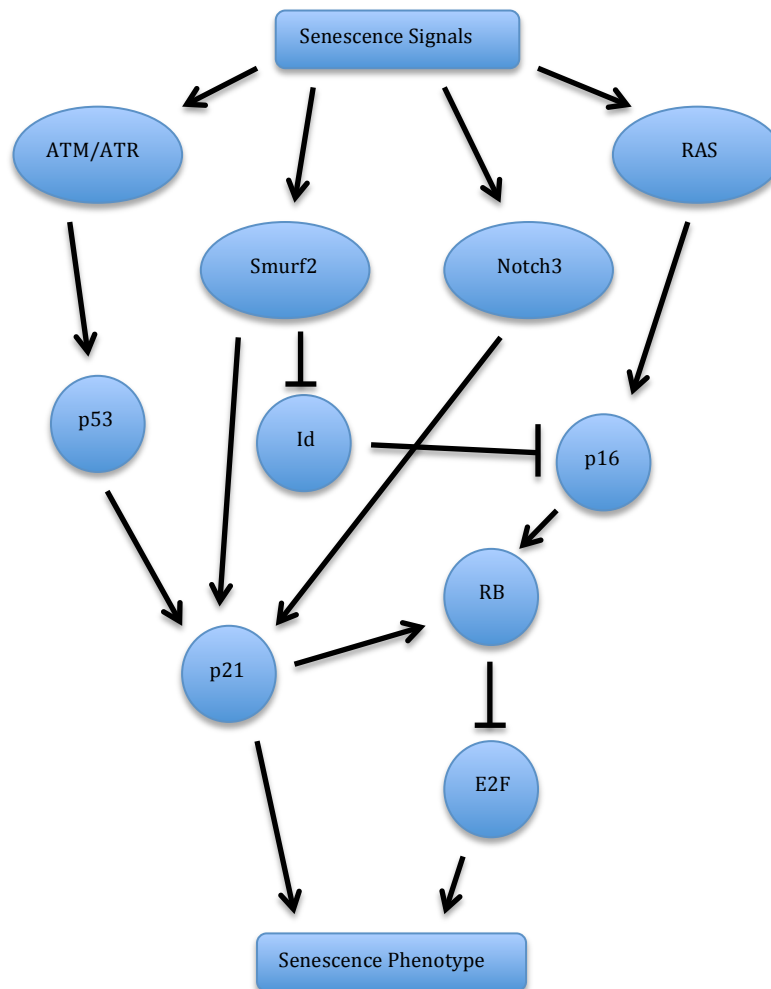 Senescence Signals
ATM/ATR
RAS
Smurf2
Notch3
p53
Id
p16
RB
p21
E2F
Senescence Phenotype